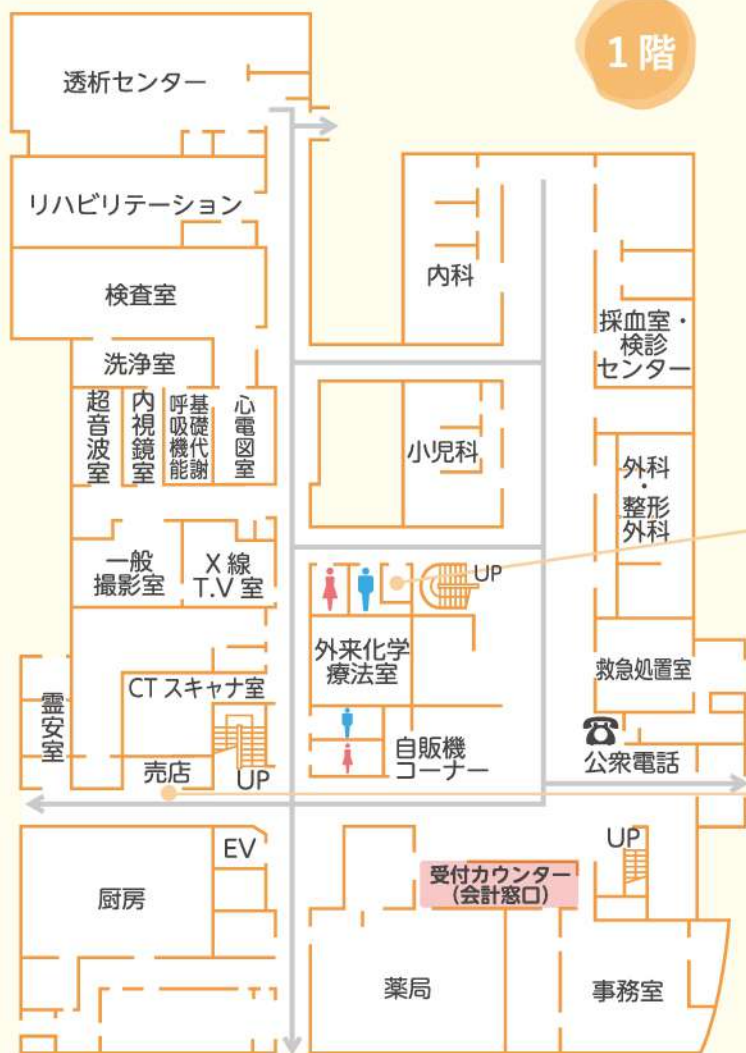 1階
透析センター
リハビリテーション
検査室
洗浄室
超音波室
内視鏡室
基礎代謝
呼吸機能
心電図室
一般
撮影室
X線
T.V室
CTスキャナ室
霊安室
売店
UP
内科
小児科
UP
外来化学
療法室
自販機
コーナー
採血室・
検診
センター
外科
・
整形
外科
救急処置室
公衆電話
EV
厨房
受付カウンター
(会計窓口)
UP
薬局
事務室